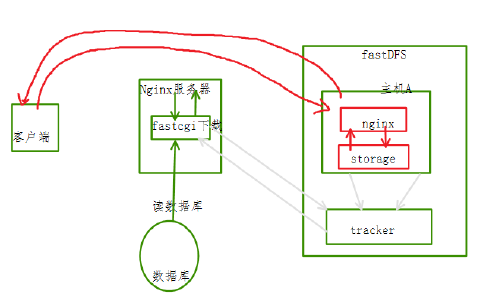 fastDFS
Nginx服务器
主机A
nginx
fastcgi下载
客户端
storage
读数据库
tracker
数据库